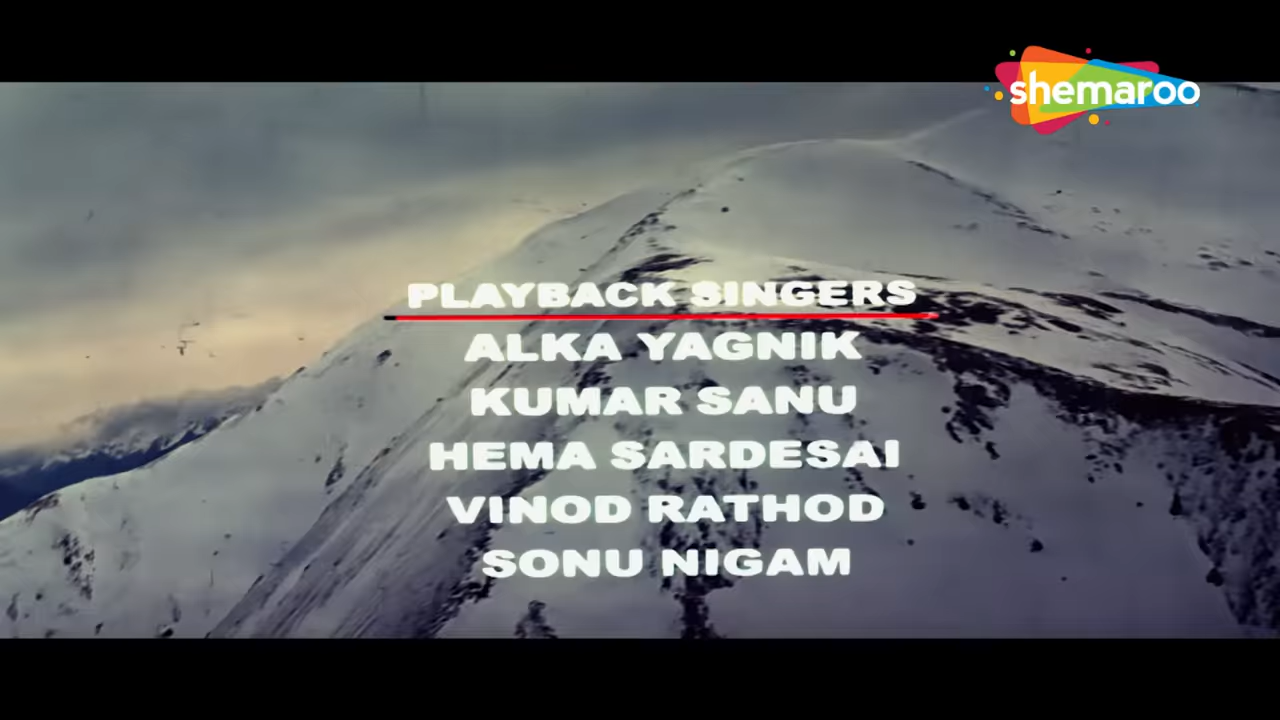 shemaroo
PLAYBACK SINGERS
ALKA YAGNIK
KUMAR SANU
HEMA SARDESAI
VINOD RATHOD
SONU NIGAM